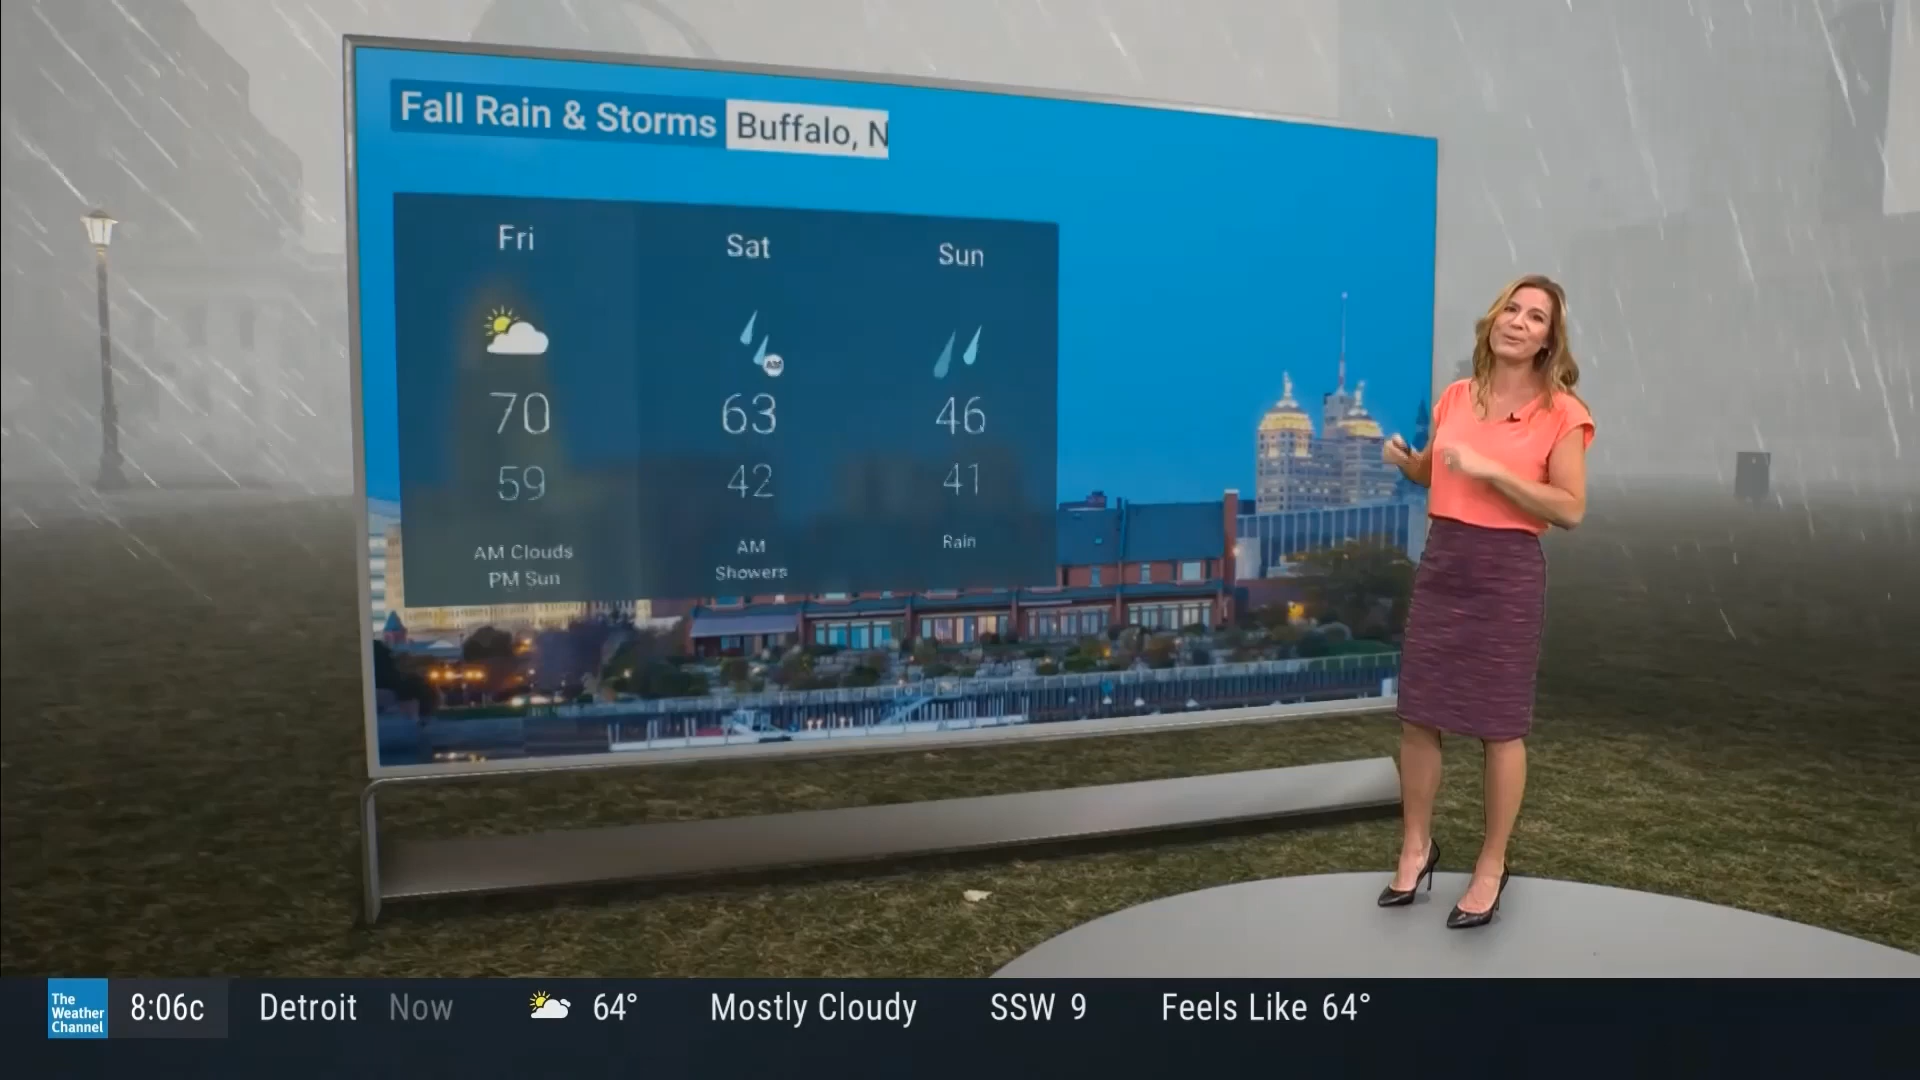 Fall Rain & Storms Buffalo, N
Fri
Sat
Sun
AM
70
63
46
59
42
41
AM Clouds
PM Sun
AM
Showers
Rain
The
Weather
Channel
8:06c
Detroit Now 64° Mostly Cloudy SSW 9 Feels Like 64°